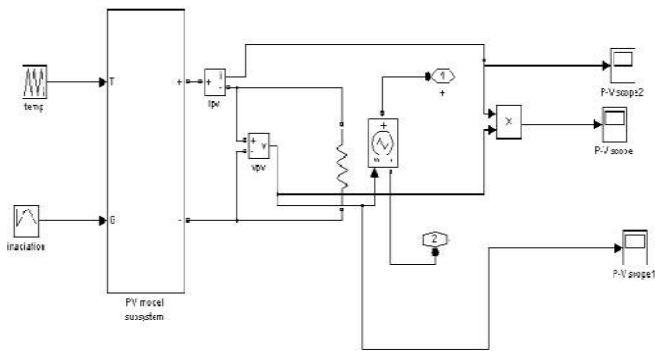 T
temp
G
irradiation
PV model
subsystem
+
-
+
i
-
Ipv
+
-
v
vpv
1
+
+
s
-
2
X
P-V scope2
P-V scope
P-V scope1